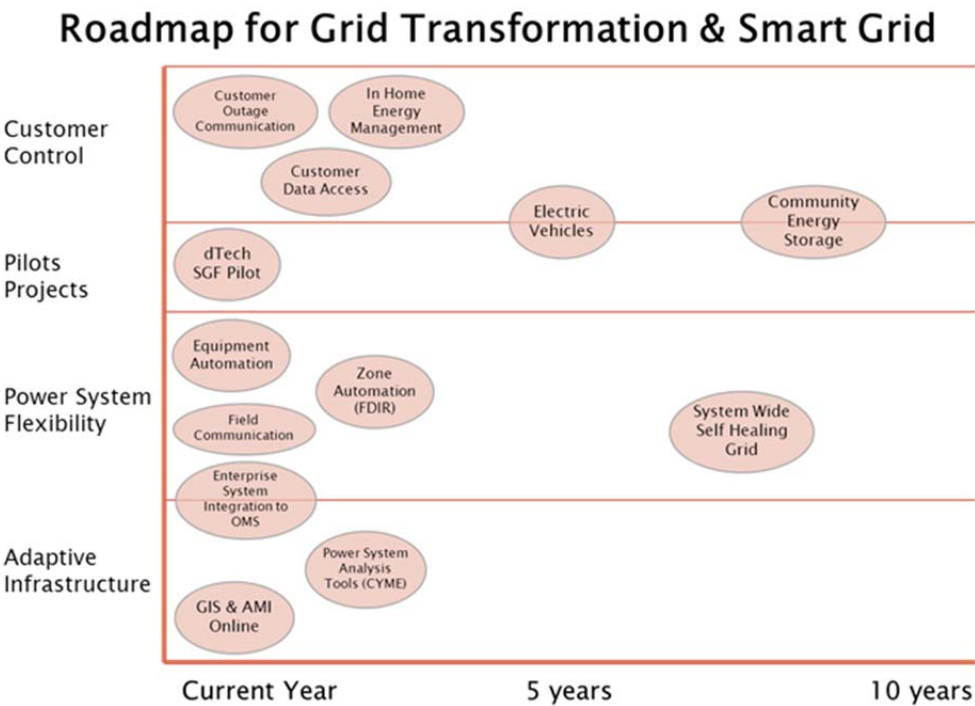 Roadmap for Grid Transformation & Smart Grid
Customer
Control
Customer
Outage
Communication
In Home
Energy
Management
Customer
Data Access
Electric
Vehicles
Community
Energy
Storage
Pilots
Projects
dTech
SGF Pilot
Power System
Flexibility
Equipment
Automation
Zone
Automation
(FDIR)
Field
Communication
System Wide
Self Healing
Grid
Enterprise
System
Integration to
OMS
Adaptive
Infrastructure
Power System
Analysis
Tools (CYME)
GIS & AMI
Online
Current Year
5 years
10 years